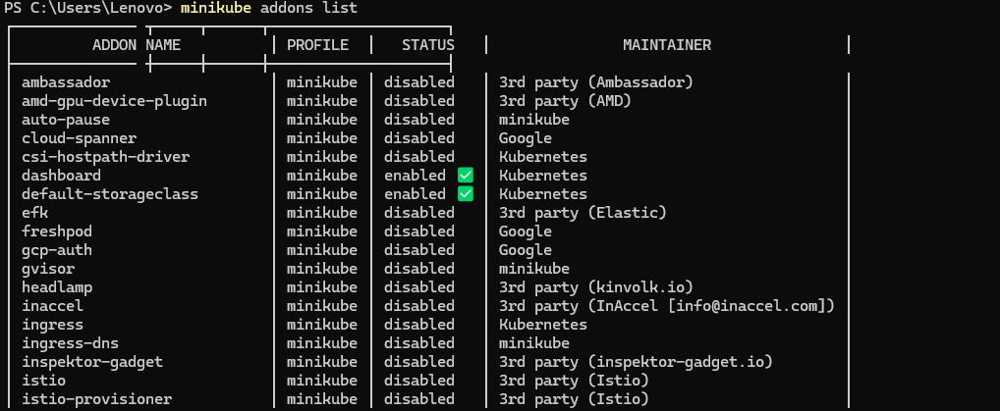 PS C:\Users\Lenovo> minikube addons list
ADDON NAME | PROFILE | STATUS | MAINTAINER |
| ambassador | minikube | disabled | 3rd party (Ambassador) |
| amd-gpu-device-plugin | minikube | disabled | 3rd party (AMD) |
| auto-pause | minikube | disabled | minikube |
| cloud-spanner | minikube | disabled | Google |
| csi-hostpath-driver | minikube | disabled | Kubernetes |
| dashboard | minikube | enabled ✅ | Kubernetes |
| default-storageclass | minikube | enabled ✅ | Kubernetes |
| efk | minikube | disabled | 3rd party (Elastic) |
| freshpod | minikube | disabled | Google |
| gcp-auth | minikube | disabled | Google |
| gvisor | minikube | disabled | minikube |
| headlamp | minikube | disabled | 3rd party (kinvolk.io) |
| inaccel | minikube | disabled | 3rd party (InAccel [info@inaccel.com]) |
| ingress | minikube | disabled | Kubernetes |
| ingress-dns | minikube | disabled | minikube |
| inspektor-gadget | minikube | disabled | 3rd party (inspektor-gadget.io) |
| istio | minikube | disabled | 3rd party (Istio) |
| istio-provisioner | minikube | disabled | 3rd party (Istio) |